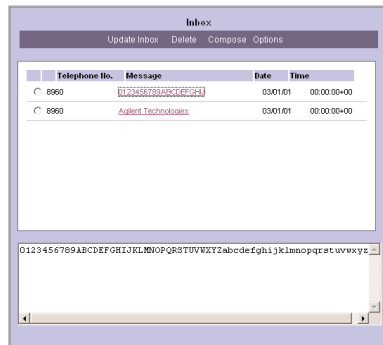 Inbox
Update Inbox Delete Compose Options
Telephone No. Message Date Time
8960 0123456789ABCDEFGHIJ 03/01/01 00:00:00+00
8960 Agilent Technologies 03/01/01 00:00:00+00
0123456789ABCDEFGHIJKLMNOPQRSTUVWXYZabcdefghijklmnopqrstuvwxyz